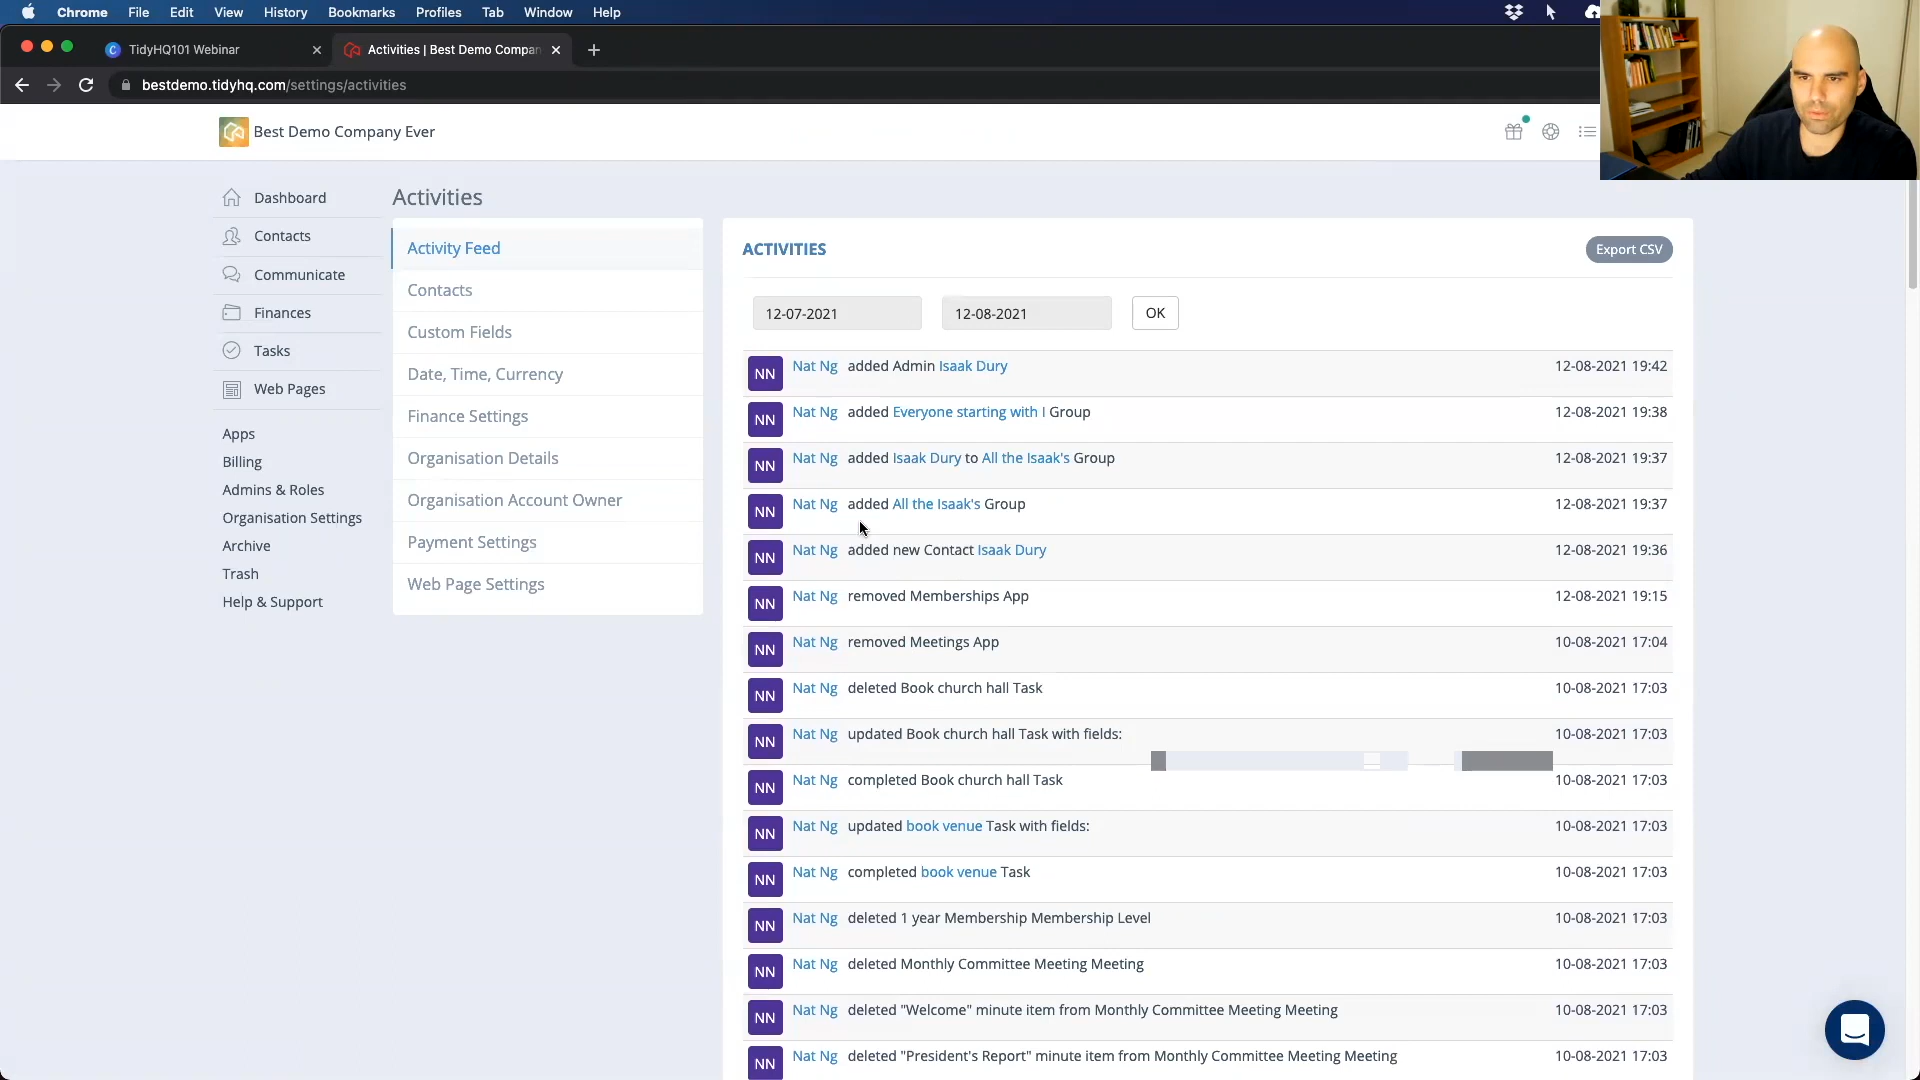 Chrome File Edit View History Bookmarks Profiles Tab Window Help
TidyHQ101 Webinar
Activities | Best Demo Compan
bestdemo.tidyhq.com/settings/activities
Best Demo Company Ever
Dashboard
Contacts
Communicate
Finances
Tasks
Web Pages
Apps
Billing
Admins & Roles
Organisation Settings
Archive
Trash
Help & Support
Activities
Activity Feed
Contacts
Custom Fields
Date, Time, Currency
Finance Settings
Organisation Details
Organisation Account Owner
Payment Settings
Web Page Settings
ACTIVITIES
Export CSV
12-07-2021 12-08-2021 OK
NN Nat Ng added Admin Isaak Dury 12-08-2021 19:42
NN Nat Ng added Everyone starting with I Group 12-08-2021 19:38
NN Nat Ng added Isaak Dury to All the Isaak's Group 12-08-2021 19:37
NN Nat Ng added All the Isaak's Group 12-08-2021 19:37
NN Nat Ng added new Contact Isaak Dury 12-08-2021 19:36
NN Nat Ng removed Memberships App 12-08-2021 19:15
NN Nat Ng removed Meetings App 10-08-2021 17:04
NN Nat Ng deleted Book church hall Task 10-08-2021 17:03
NN Nat Ng updated Book church hall Task with fields: 10-08-2021 17:03
NN Nat Ng completed Book church hall Task 10-08-2021 17:03
NN Nat Ng updated book venue Task with fields: 10-08-2021 17:03
NN Nat Ng completed book venue Task 10-08-2021 17:03
NN Nat Ng deleted 1 year Membership Membership Level 10-08-2021 17:03
NN Nat Ng deleted Monthly Committee Meeting Meeting 10-08-2021 17:03
NN Nat Ng deleted "Welcome" minute item from Monthly Committee Meeting Meeting 10-08-2021 17:03
NN Nat Ng deleted "President's Report" minute item from Monthly Committee Meeting Meeting 10-08-2021 17:03